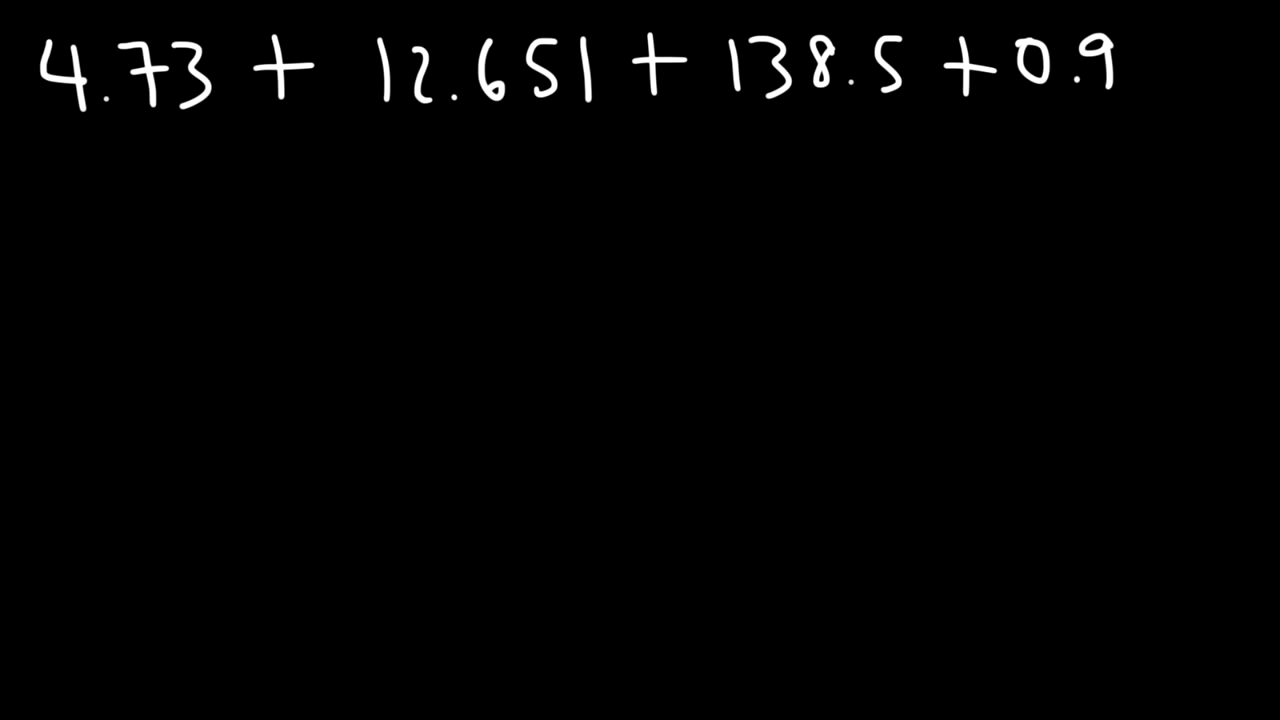 4.73 + 12.651 + 138.5 + 0.9